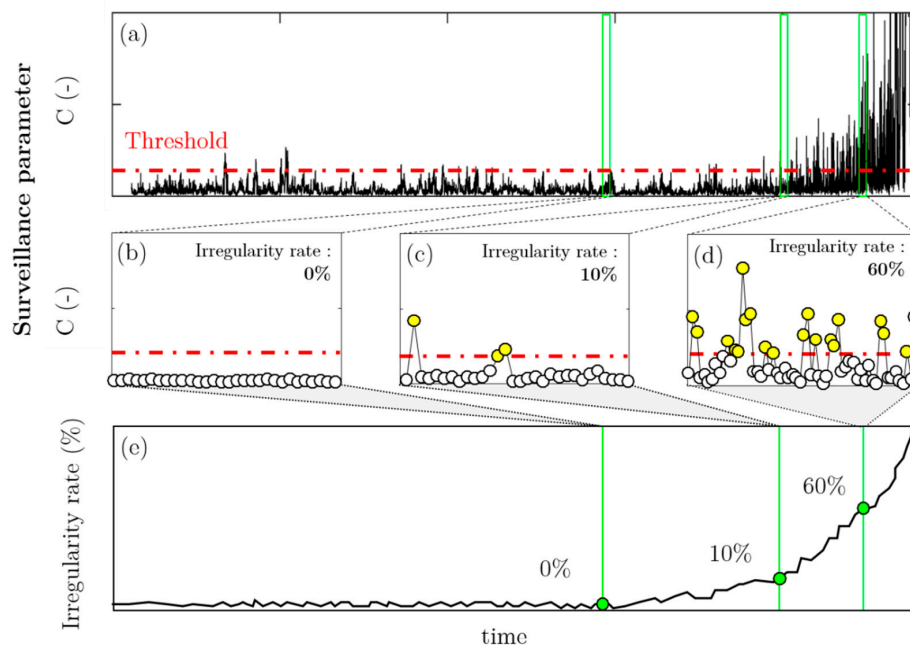 (a)
C (-)
Threshold
Surveillance parameter
(b)
Irregularity rate :
0%
(c)
Irregularity rate :
10%
(d)
Irregularity rate :
60%
C (-)
(e)
Irregularity rate (%)
0%
10%
60%
time